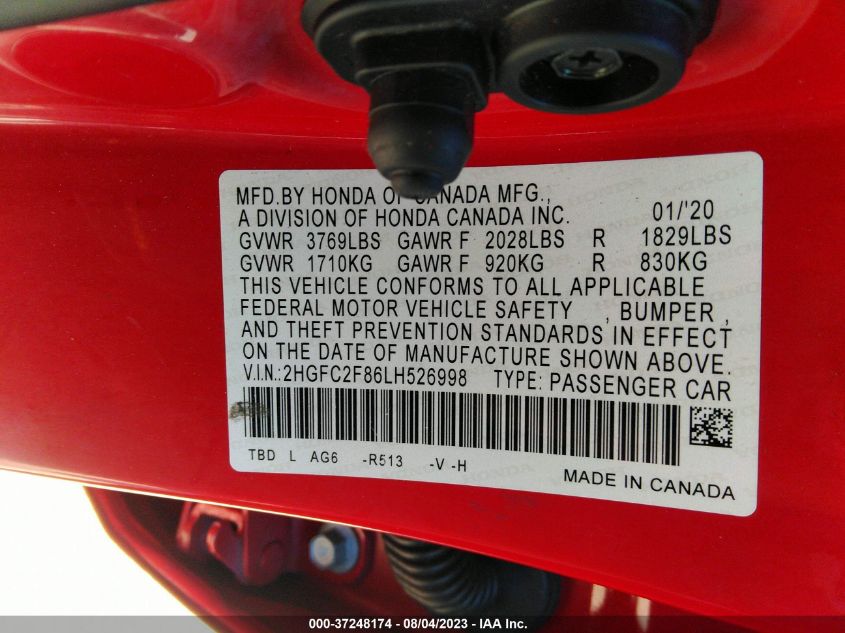 MFD.BY HONDA OF CANADA MFG.,
A DIVISION OF HONDA CANADA INC. 01/'20
GVWR 3769LBS GAWR F 2028LBS R 1829LBS
GVWR 1710KG GAWR F 920KG R 830KG
THIS VEHICLE CONFORMS TO ALL APPLICABLE
FEDERAL MOTOR VEHICLE SAFETY , BUMPER ,
AND THEFT PREVENTION STANDARDS IN EFFECT
ON THE DATE OF MANUFACTURE SHOWN ABOVE.
V.I.N.:2HGFC2F86LH526998 TYPE: PASSENGER CAR
TBD L AG6 -R513 -V -H
MADE IN CANADA
000-37248174 - 08/04/2023 - IAA Inc.